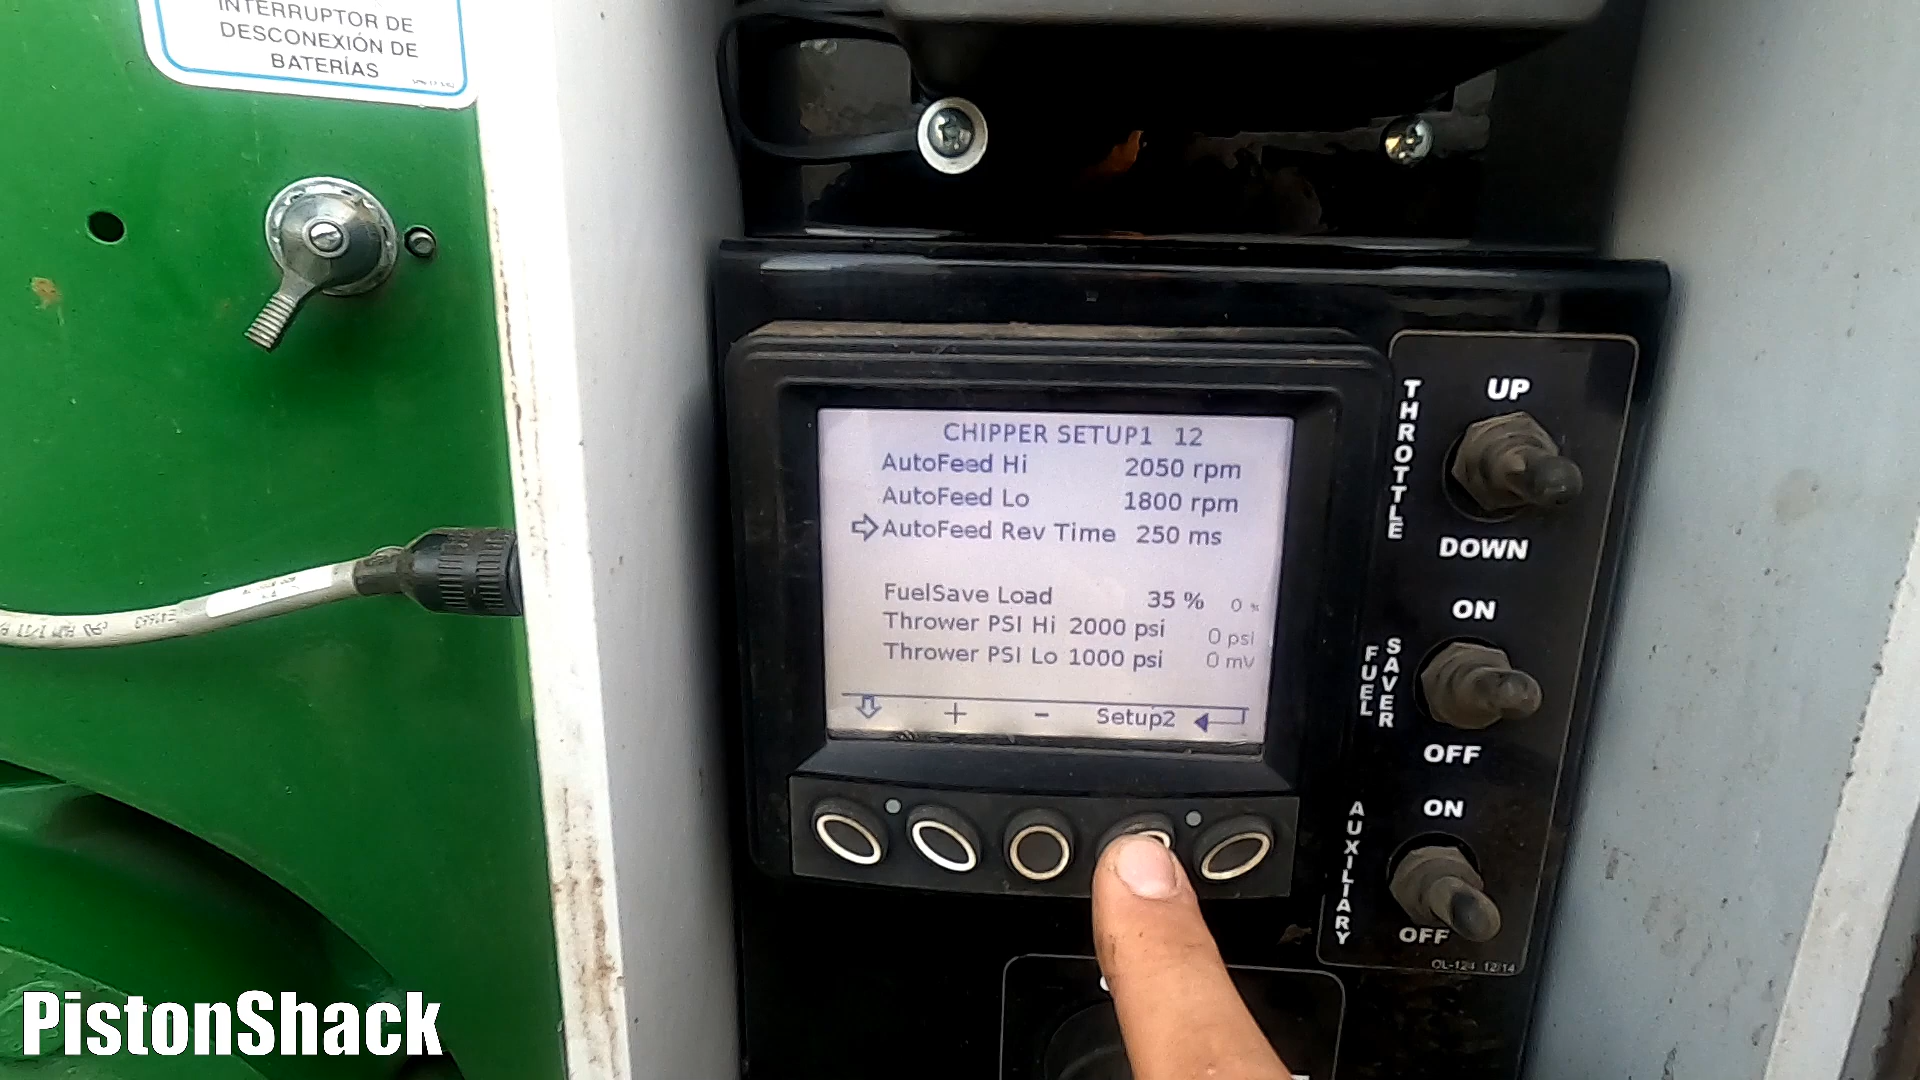 INTERRUPTOR DE
DESCONEXIÓN DE
BATERÍAS
CHIPPER SETUP1 12
AutoFeed Hi 2050 rpm
AutoFeed Lo 1800 rpm
AutoFeed Rev Time 250 ms
FuelSave Load 35 % 0 %
Thrower PSI Hi 2000 psi 0 psi
Thrower PSI Lo 1000 psi 0 mV
+ - Setup2
THROTTLE
UP
DOWN
FUEL SAVER
ON
OFF
AUXILIARY
ON
OFF
OL-124 12/14
PistonShack